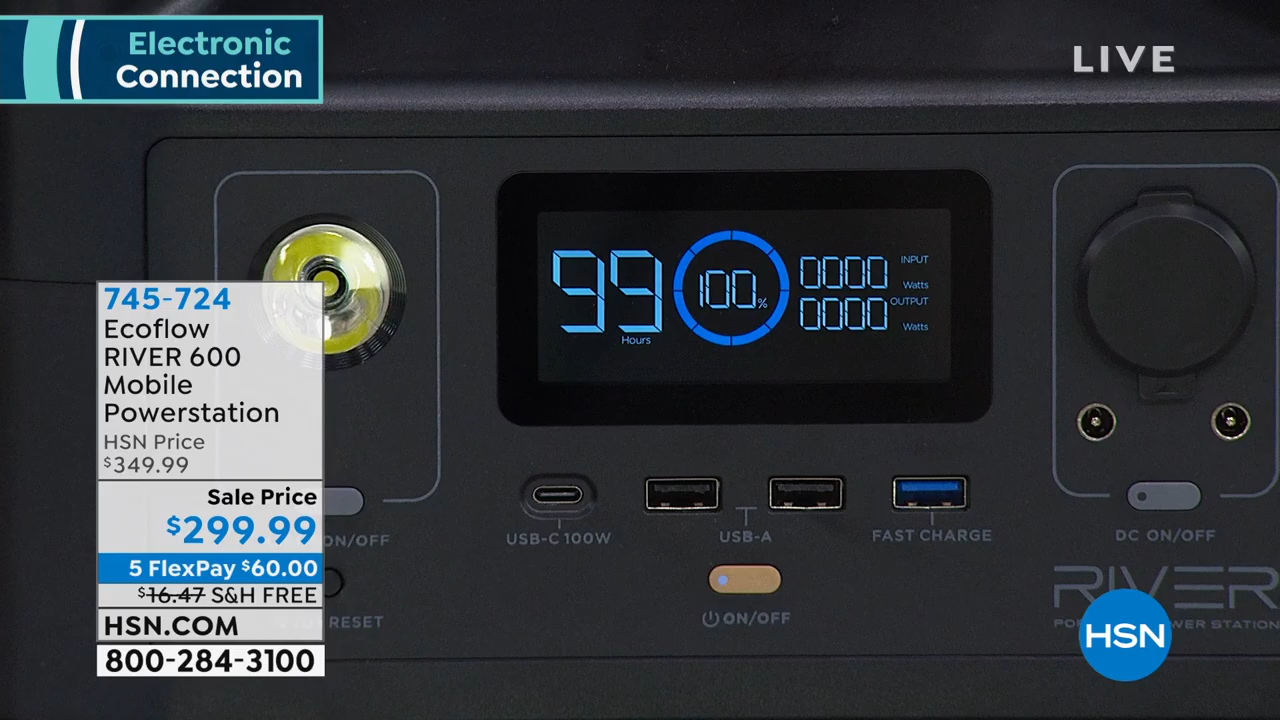 Electronic
Connection
LIVE
99
Hours
100%
0000
INPUT
Watts
0000
OUTPUT
Watts
745-724
Ecoflow
RIVER 600
Mobile
Powerstation
HSN Price
$349.99
Sale Price
$299.99
5 FlexPay $60.00
$16.47 S&H FREE
HSN.COM
800-284-3100
ON/OFF
RESET
USB-C 100W
USB-A
FAST CHARGE
ON/OFF
DC ON/OFF
RIVER
STATION
HSN